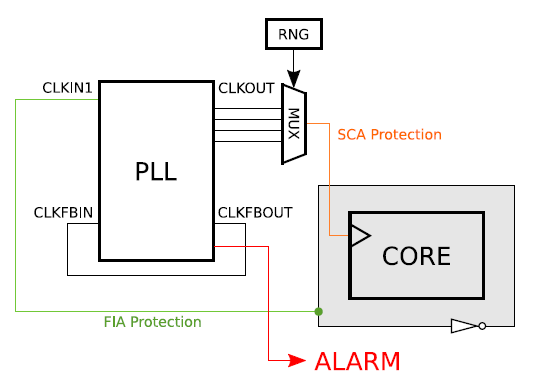 RNG
CLKIN1
CLKOUT
MUX
SCA Protection
PLL
CLKFBIN
CLKFBOUT
CORE
FIA Protection
ALARM